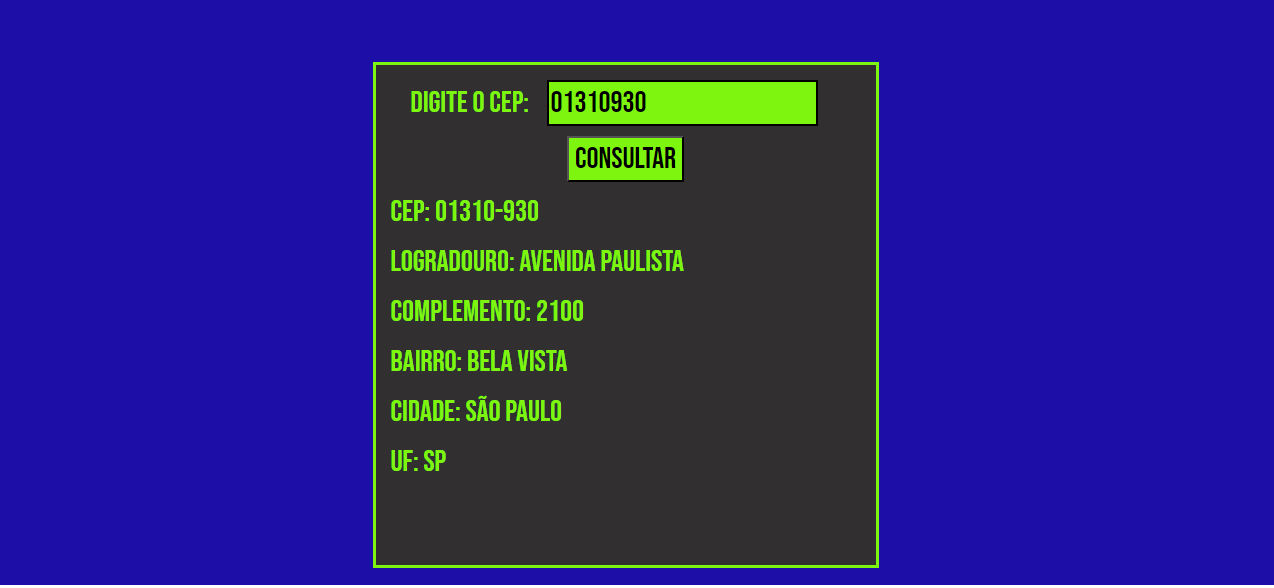 DIGITE O CEP: 01310930
CONSULTAR
CEP: 01310-930
LOGRADOURO: AVENIDA PAULISTA
COMPLEMENTO: 2100
BAIRRO: BELA VISTA
CIDADE: SÃO PAULO
UF: SP